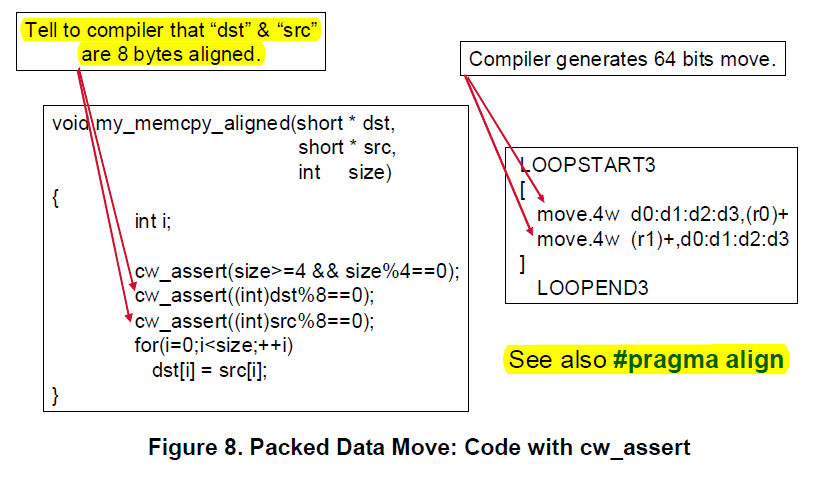 Tell to compiler that “dst” & “src”
are 8 bytes aligned.
Compiler generates 64 bits move.
void my_memcpy_aligned(short * dst,
short * src,
int size)
{
int i;
cw_assert(size>=4 && size%4==0);
cw_assert((int)dst%8==0);
cw_assert((int)src%8==0);
for(i=0;i<size;++i)
dst[i] = src[i];
}
LOOPSTART3
[
move.4w d0:d1:d2:d3,(r0)+
move.4w (r1)+,d0:d1:d2:d3
]
LOOPEND3
See also #pragma align
Figure 8. Packed Data Move: Code with cw_assert